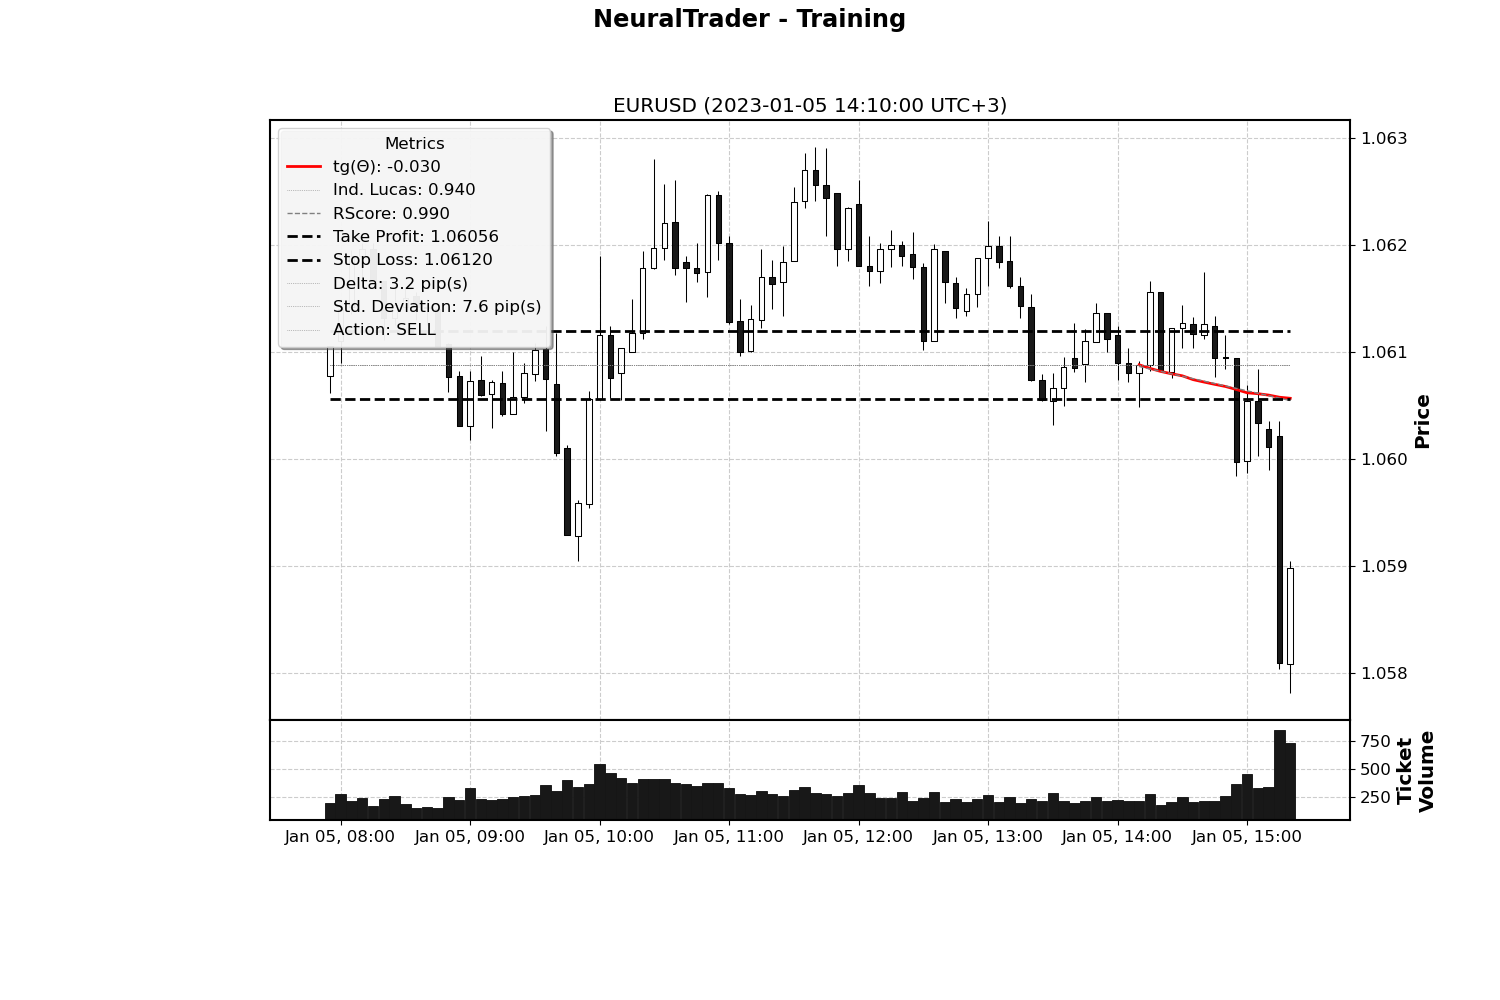 NeuralTrader - Training
EURUSD (2023-01-05 14:10:00 UTC+3)
Metrics
tg(Θ): -0.030
Ind. Lucas: 0.940
RScore: 0.990
Take Profit: 1.06056
Stop Loss: 1.06120
Delta: 3.2 pip(s)
Std. Deviation: 7.6 pip(s)
Action: SELL
1.063
1.062
1.061
1.060
1.059
1.058
Price
750
500
250
Ticket
Volume
Jan 05, 08:00
Jan 05, 09:00
Jan 05, 10:00
Jan 05, 11:00
Jan 05, 12:00
Jan 05, 13:00
Jan 05, 14:00
Jan 05, 15:00